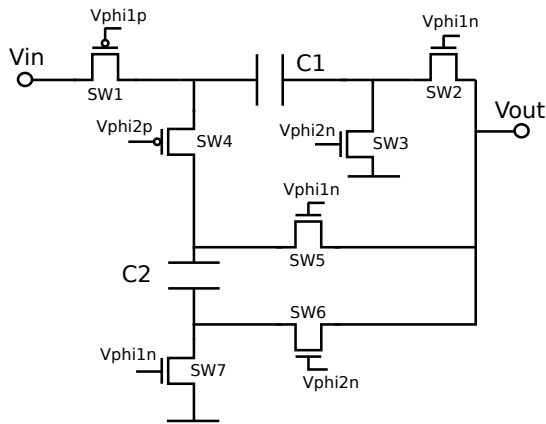 Vphi1p
Vphi1n
Vin
C1
SW1
SW2
Vout
Vphi2p
SW4
Vphi2n
SW3
Vphi1n
SW5
C2
SW6
Vphi1n
SW7
Vphi2n